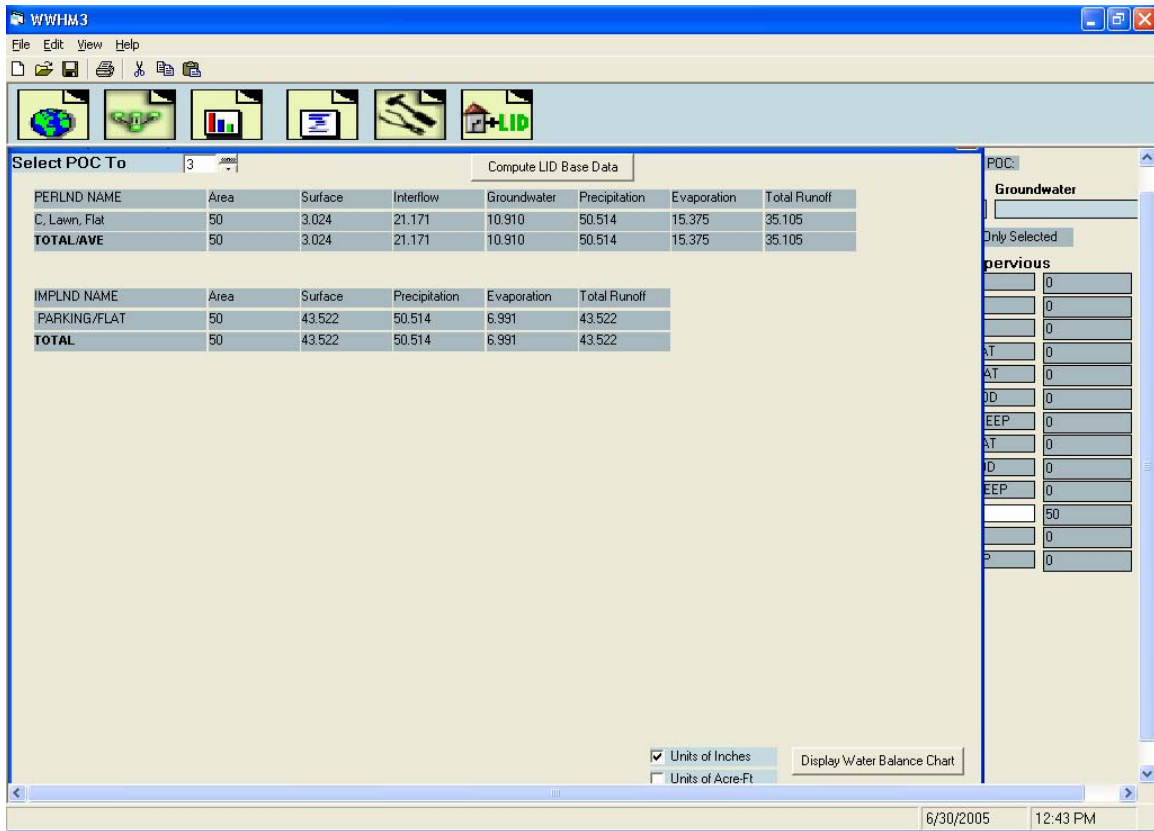 WWHM3
File Edit View Help
+LID
Select POC To 3 Compute LID Base Data POC:
PERLND NAME Area Surface Interflow Groundwater Precipitation Evaporation Total Runoff Groundwater
C, Lawn, Flat 50 3.024 21.171 10.910 50.514 15.375 35.105
TOTAL/AVE 50 3.024 21.171 10.910 50.514 15.375 35.105 Only Selected
pervious
0
IMPLND NAME Area Surface Precipitation Evaporation Total Runoff 0
PARKING/FLAT 50 43.522 50.514 6.991 43.522 0
TOTAL 50 43.522 50.514 6.991 43.522 AT 0
AT 0
OD 0
EEP 0
AT 0
OD 0
EEP 0
50
0
P 0
Units of Inches Display Water Balance Chart
Units of Acre-Ft
6/30/2005 12:43 PM